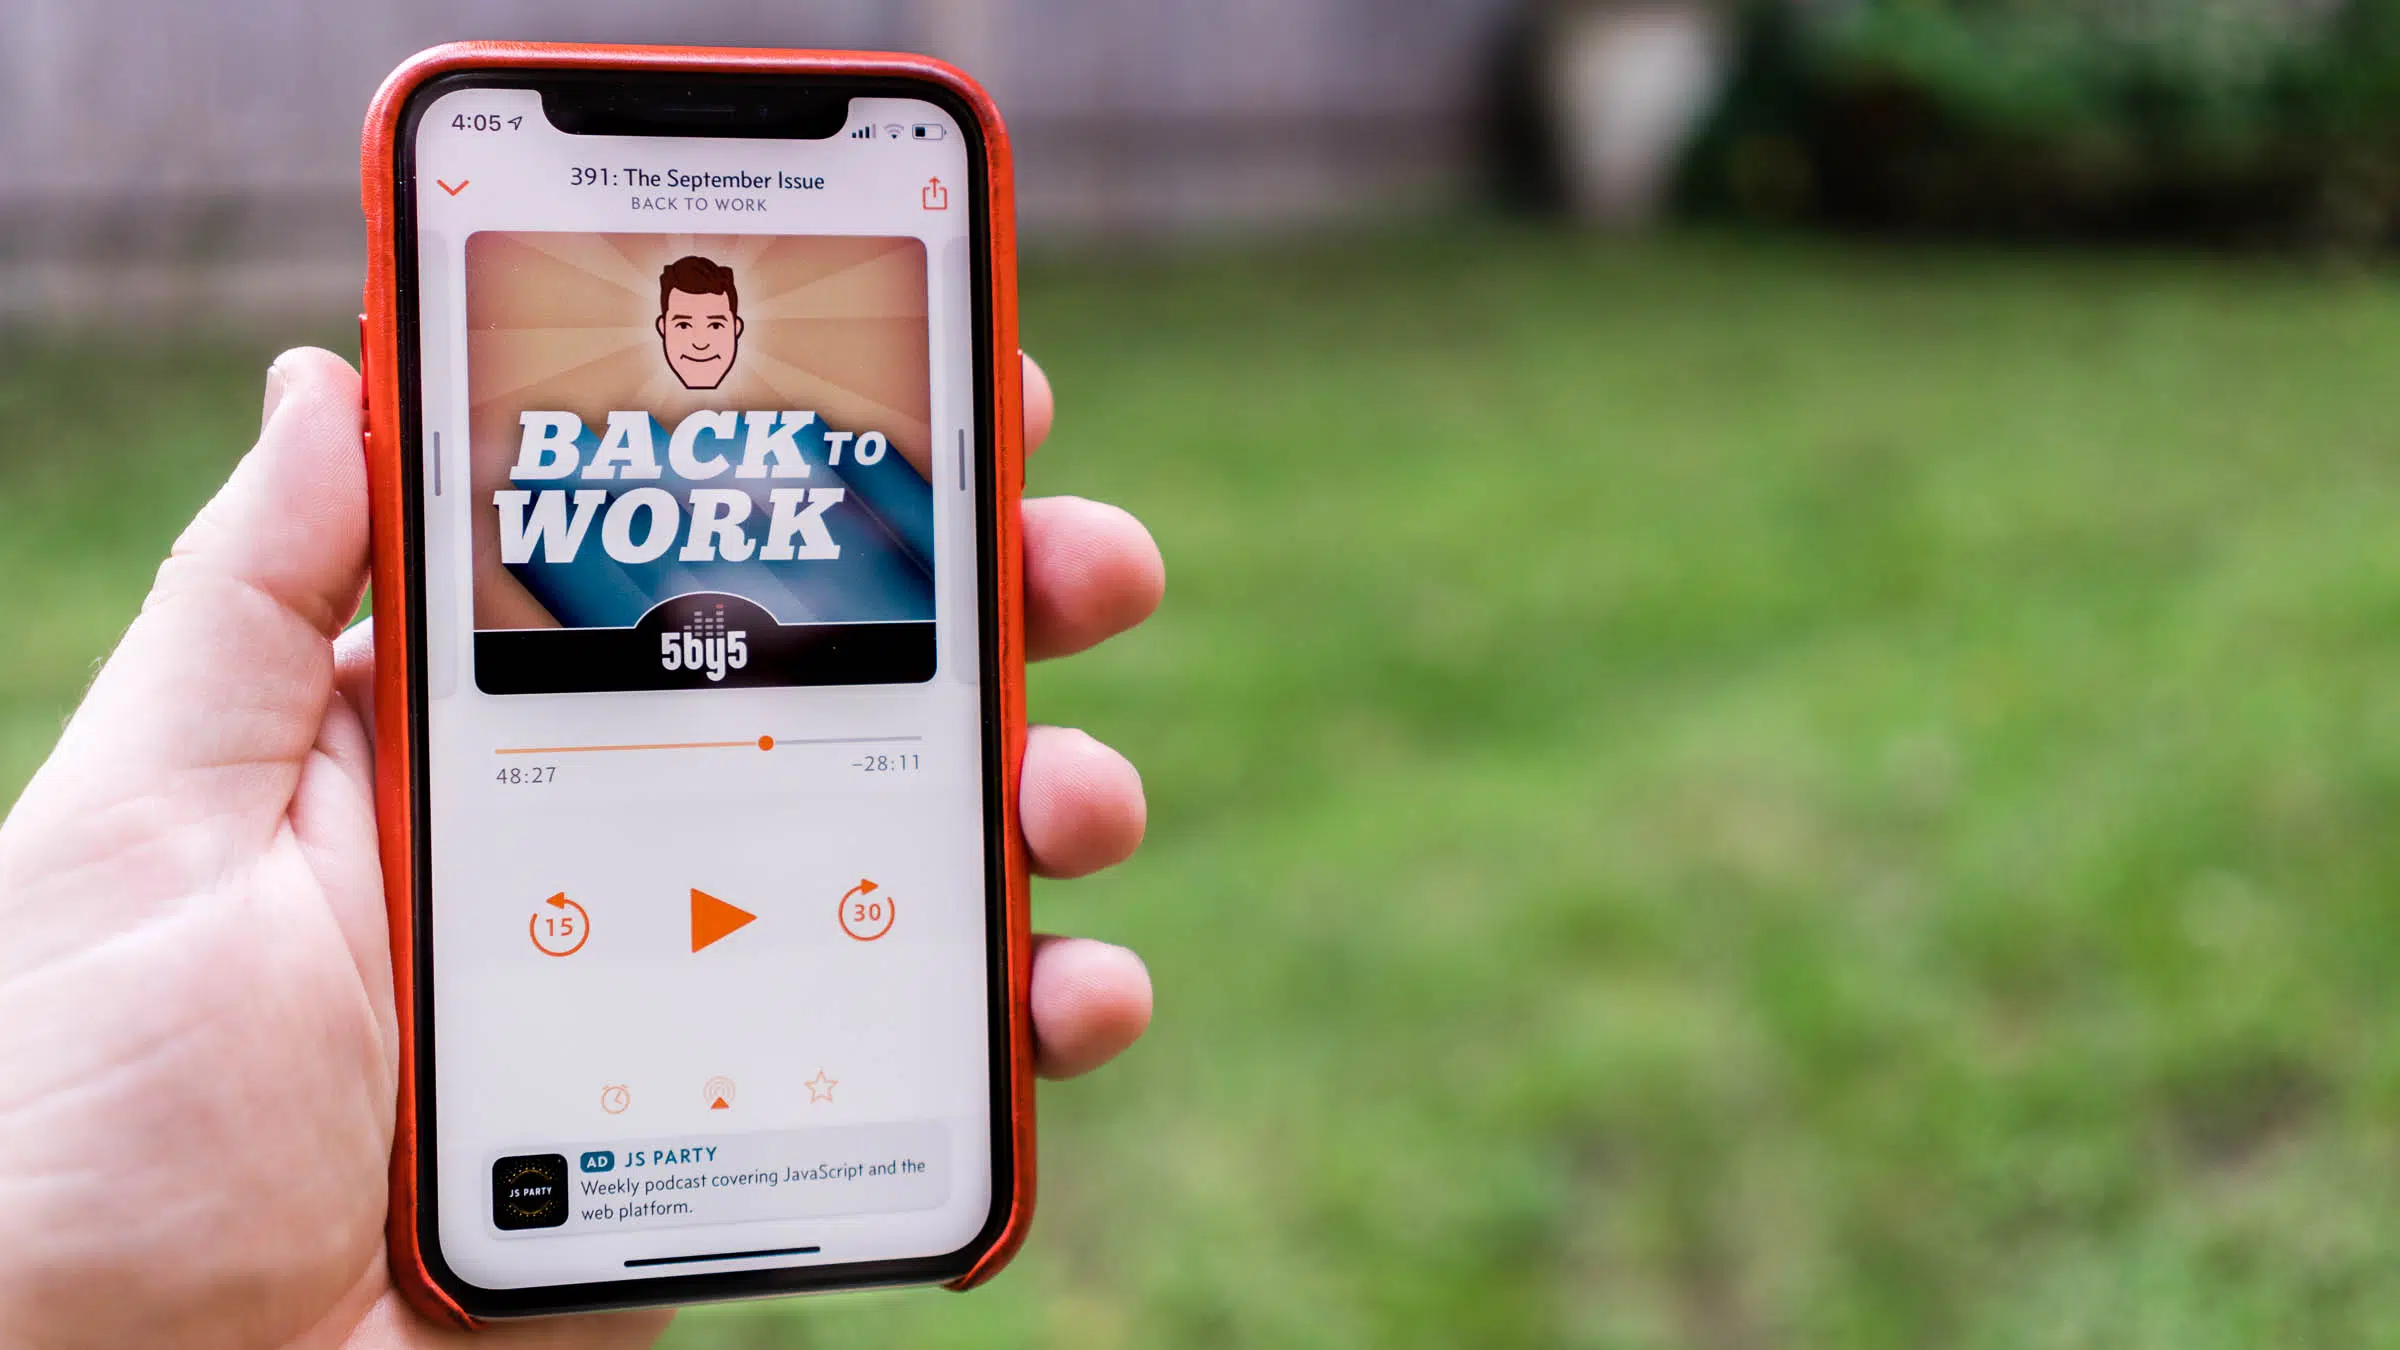 4:05
391: The September Issue
BACK TO WORK
BACK TO
WORK
5by5
48:27
–28:11
15
30
AD JS PARTY
JS PARTY
Weekly podcast covering JavaScript and the
web platform.